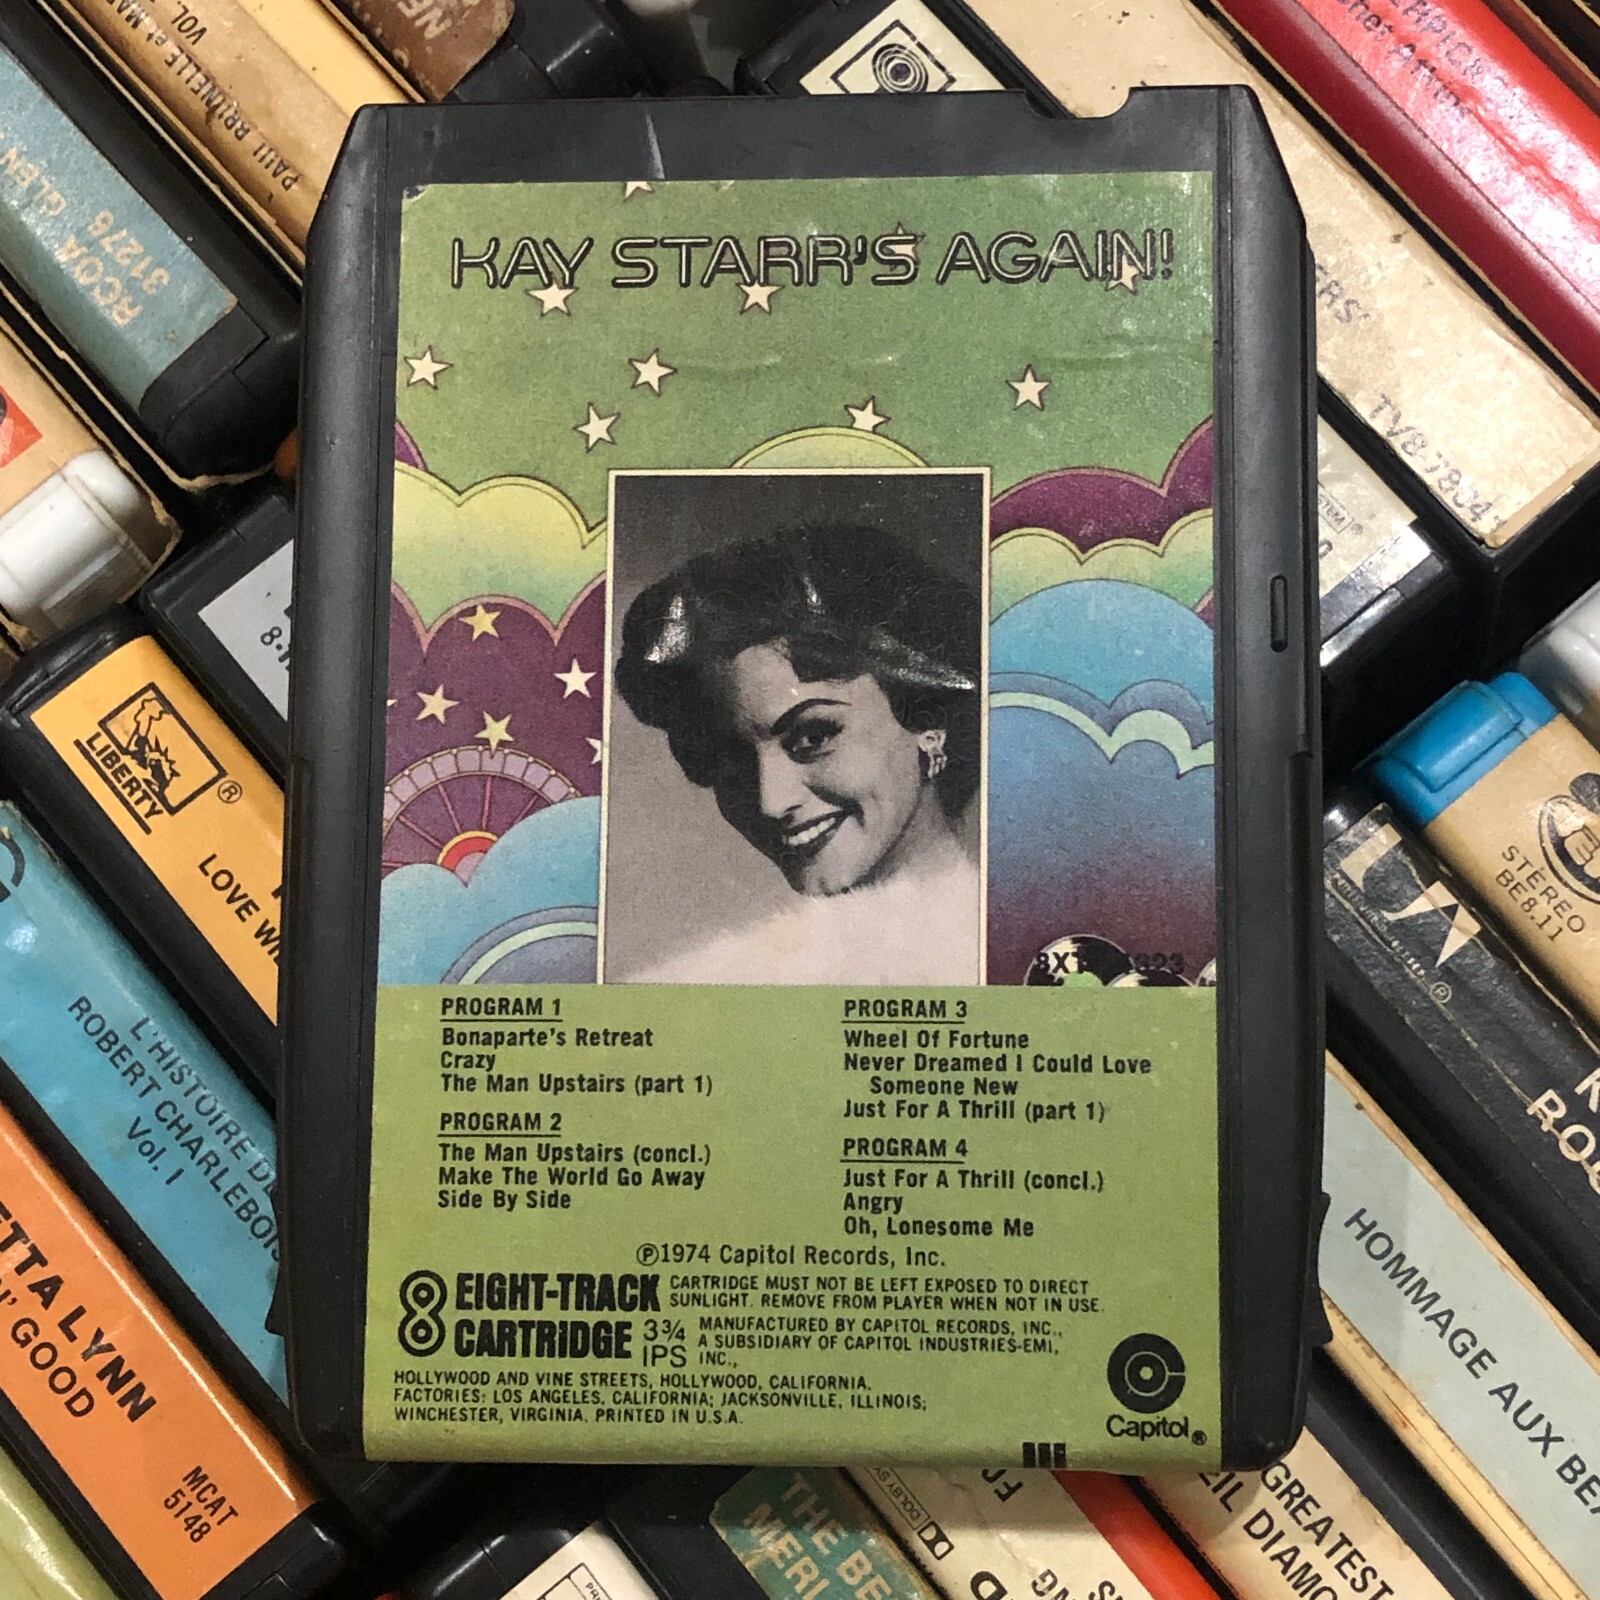 KAY STARR'S AGAIN!
PROGRAM 1
Bonaparte's Retreat
Crazy
The Man Upstairs (part 1)
PROGRAM 2
The Man Upstairs (concl.)
Make The World Go Away
Side By Side
PROGRAM 3
Wheel Of Fortune
Never Dreamed I Could Love
Someone New
Just For A Thrill (part 1)
PROGRAM 4
Just For A Thrill (concl.)
Angry
Oh, Lonesome Me
℗1974 Capitol Records, Inc.
8 EIGHT-TRACK
CARTRIDGE
3¾
IPS
CARTRIDGE MUST NOT BE LEFT EXPOSED TO DIRECT
SUNLIGHT. REMOVE FROM PLAYER WHEN NOT IN USE.
MANUFACTURED BY CAPITOL RECORDS, INC.,
A SUBSIDIARY OF CAPITOL INDUSTRIES-EMI,
INC.,
HOLLYWOOD AND VINE STREETS, HOLLYWOOD, CALIFORNIA.
FACTORIES: LOS ANGELES, CALIFORNIA; JACKSONVILLE, ILLINOIS;
WINCHESTER, VIRGINIA. PRINTED IN U.S.A.
Capitol®
VOL.
31276
LIBERTY®
LOVE
L'HISTOIRE
ROBERT CHARLEBOIS
Vol. I
LYNN
GOOD
MCAT
5148
UA
STÉREO
BE8.11
HOMMAGE AUX
GREATEST
THE
DOLBY